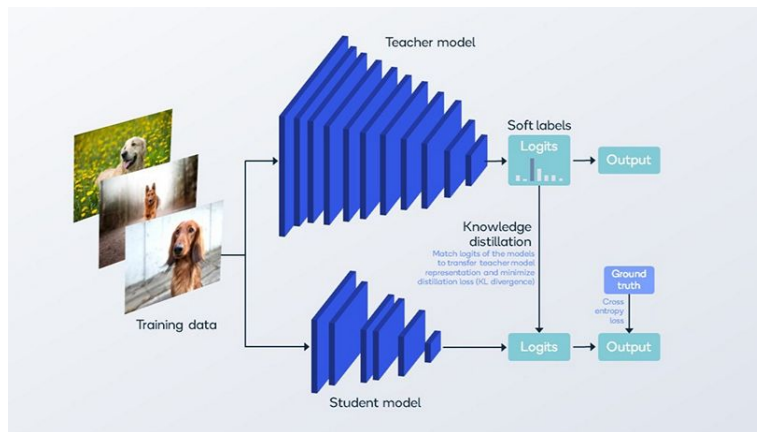 Teacher model
Soft labels
Logits
Output
Knowledge
distillation
Match logits of the models
to transfer teacher model
representation and minimize
distillation loss (KL divergence)
Ground
truth
Cross
entropy
loss
Training data
Logits
Output
Student model